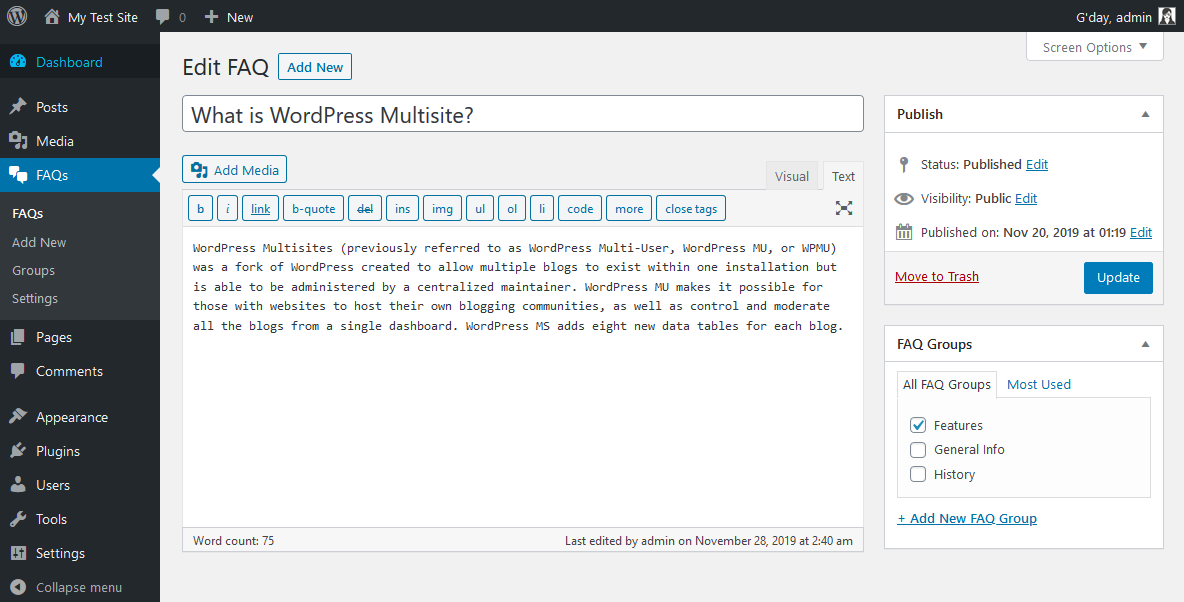 My Test Site 0 New G'day, admin
Screen Options
Dashboard
Posts
Media
FAQs
FAQs
Add New
Groups
Settings
Pages
Comments
Appearance
Plugins
Users
Tools
Settings
Collapse menu
Edit FAQ Add New
What is WordPress Multisite?
Add Media
Visual Text
b i link b-quote del ins img ul ol li code more close tags
WordPress Multisites (previously referred to as WordPress Multi-User, WordPress MU, or WPMU)
was a fork of WordPress created to allow multiple blogs to exist within one installation but
is able to be administered by a centralized maintainer. WordPress MU makes it possible for
those with websites to host their own blogging communities, as well as control and moderate
all the blogs from a single dashboard. WordPress MS adds eight new data tables for each blog.
Word count: 75 Last edited by admin on November 28, 2019 at 2:40 am
Publish
Status: Published Edit
Visibility: Public Edit
Published on: Nov 20, 2019 at 01:19 Edit
Move to Trash Update
FAQ Groups
All FAQ Groups Most Used
Features
General Info
History
+ Add New FAQ Group